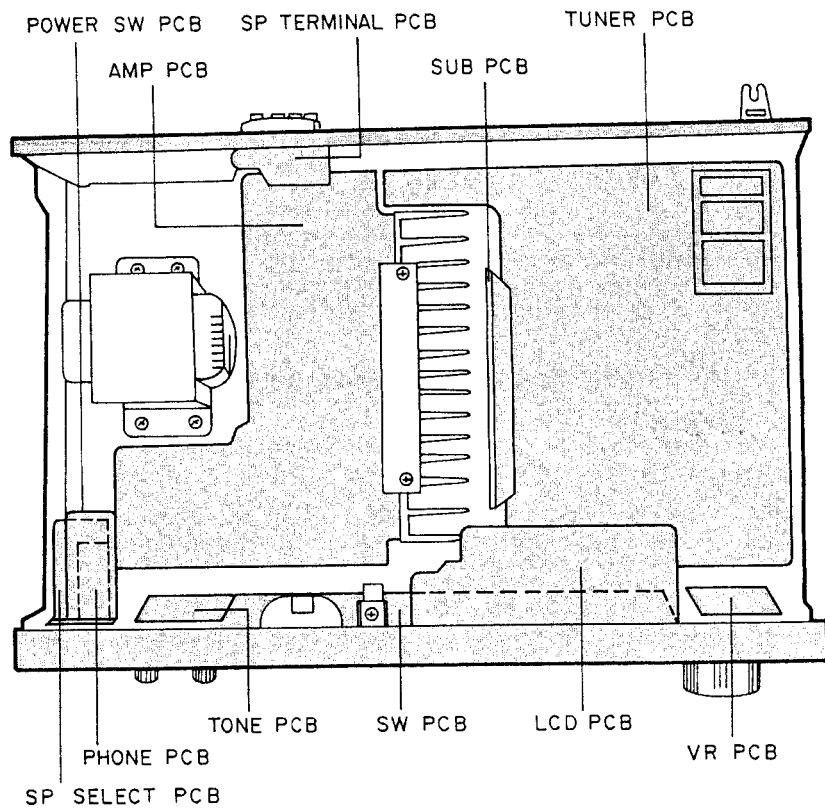 POWER SW PCB
SP TERMINAL PCB
TUNER PCB
AMP PCB
SUB PCB
TONE PCB
SW PCB
LCD PCB
VR PCB
PHONE PCB
SP SELECT PCB